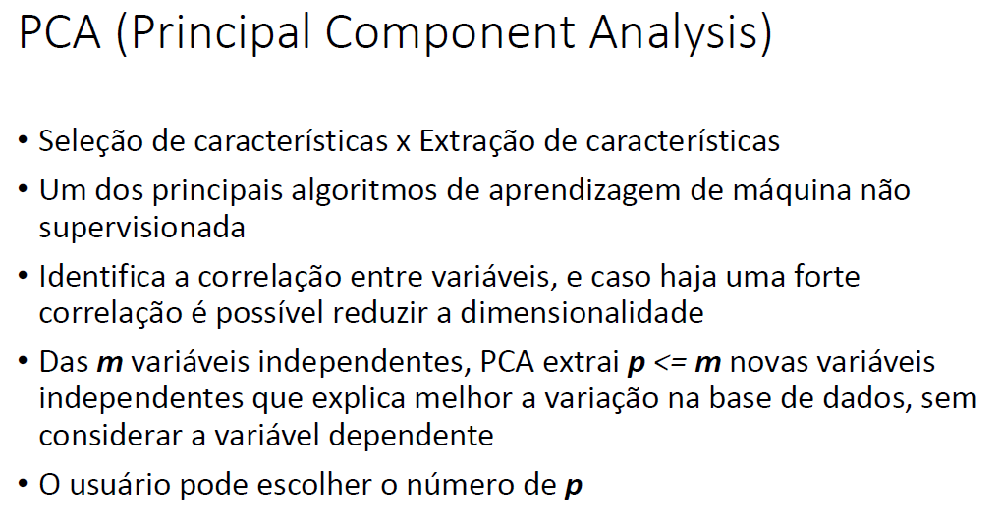 PCA (Principal Component Analysis)
• Seleção de características x Extração de características
• Um dos principais algoritmos de aprendizagem de máquina não
supervisionada
• Identifica a correlação entre variáveis, e caso haja uma forte
correlação é possível reduzir a dimensionalidade
• Das m variáveis independentes, PCA extrai p <= m novas variáveis
independentes que explica melhor a variação na base de dados, sem
considerar a variável dependente
• O usuário pode escolher o número de p